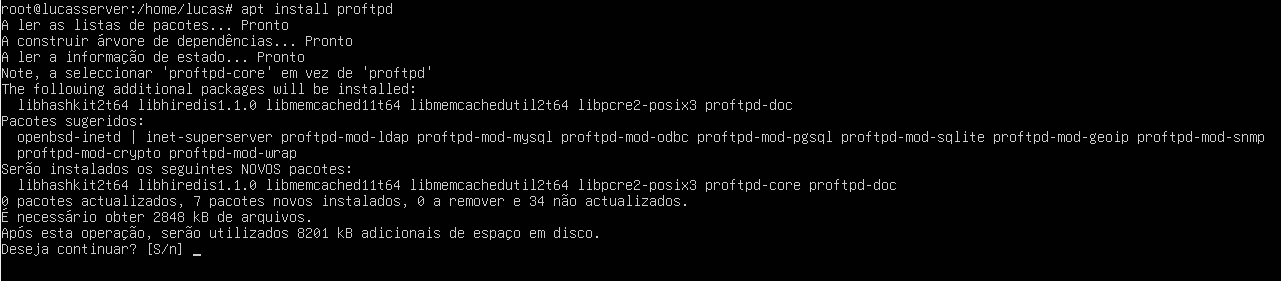 root@lucasserver:/home/lucas# apt install proftpd
A ler as listas de pacotes... Pronto
A construir árvore de dependências... Pronto
A ler a informação de estado... Pronto
Note, a seleccionar 'proftpd-core' em vez de 'proftpd'
The following additional packages will be installed:
  libhashkit2t64 libhiredis1.1.0 libmemcached11t64 libmemcachedutil2t64 libpcre2-posix3 proftpd-doc
Pacotes sugeridos:
  openbsd-inetd | inet-superserver proftpd-mod-ldap proftpd-mod-mysql proftpd-mod-odbc proftpd-mod-pgsql proftpd-mod-sqlite proftpd-mod-geoip proftpd-mod-snmp
  proftpd-mod-crypto proftpd-mod-wrap
Serão instalados os seguintes NOVOS pacotes:
  libhashkit2t64 libhiredis1.1.0 libmemcached11t64 libmemcachedutil2t64 libpcre2-posix3 proftpd-core proftpd-doc
0 pacotes actualizados, 7 pacotes novos instalados, 0 a remover e 34 não actualizados.
É necessário obter 2848 kB de arquivos.
Após esta operação, serão utilizados 8201 kB adicionais de espaço em disco.
Deseja continuar? [S/n] _